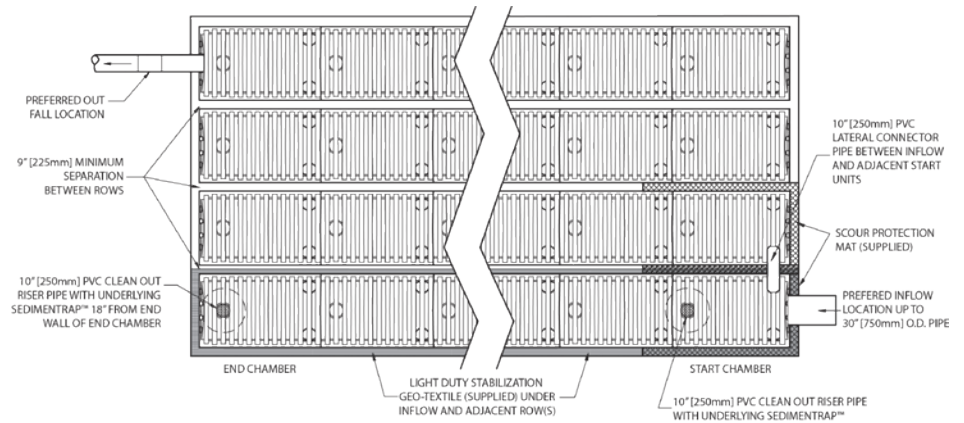 PREFERRED OUT
FALL LOCATION
9" [225mm] MINIMUM
SEPARATION
BETWEEN ROWS
10" [250mm] PVC CLEAN OUT
RISER PIPE WITH UNDERLYING
SEDIMENTRAP™ 18" FROM END
WALL OF END CHAMBER
END CHAMBER
LIGHT DUTY STABILIZATION
GEO-TEXTILE (SUPPLIED) UNDER
INFLOW AND ADJACENT ROW(S)
START CHAMBER
10" [250mm] PVC CLEAN OUT RISER PIPE
WITH UNDERLYING SEDIMENTRAP™
10" [250mm] PVC
LATERAL CONNECTOR
PIPE BETWEEN INFLOW
AND ADJACENT START
UNITS
SCOUR PROTECTION
MAT (SUPPLIED)
PREFERED INFLOW
LOCATION UP TO
30" [750mm] O.D. PIPE